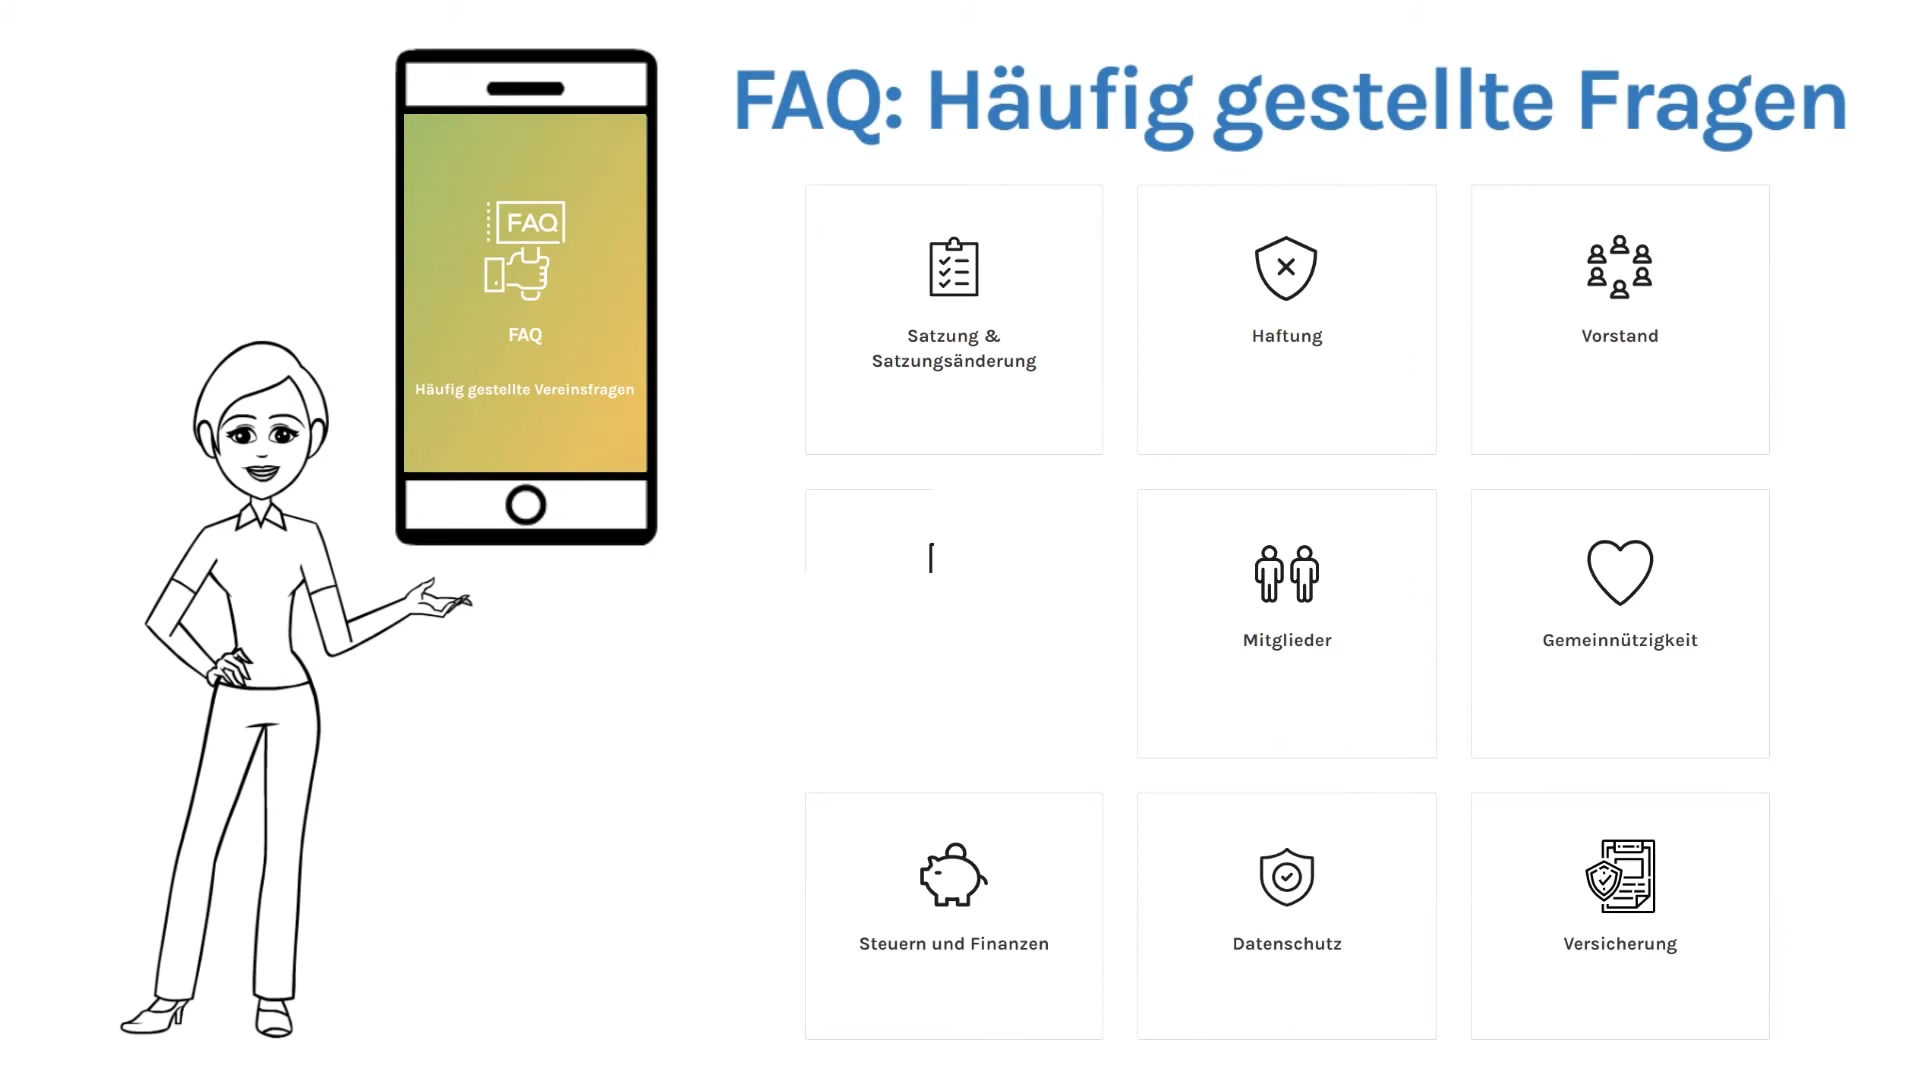 FAQ: Häufig gestellte Fragen
FAQ
FAQ
Häufig gestellte Vereinsfragen
Satzung &
Satzungsänderung
Haftung
Vorstand
Mitglieder
Gemeinnützigkeit
Steuern und Finanzen
Datenschutz
Versicherung